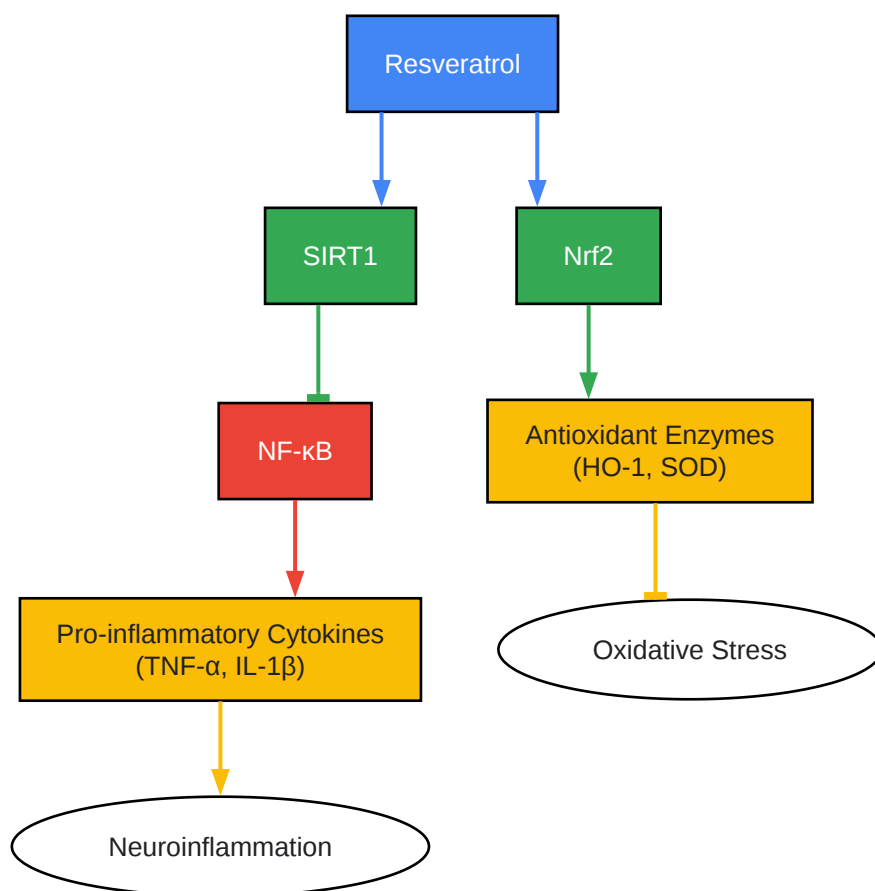 Resveratrol
SIRT1
Nrf2
NF-κB
Antioxidant Enzymes
(HO-1, SOD)
Pro-inflammatory Cytokines
(TNF-α, IL-1β)
Oxidative Stress
Neuroinflammation